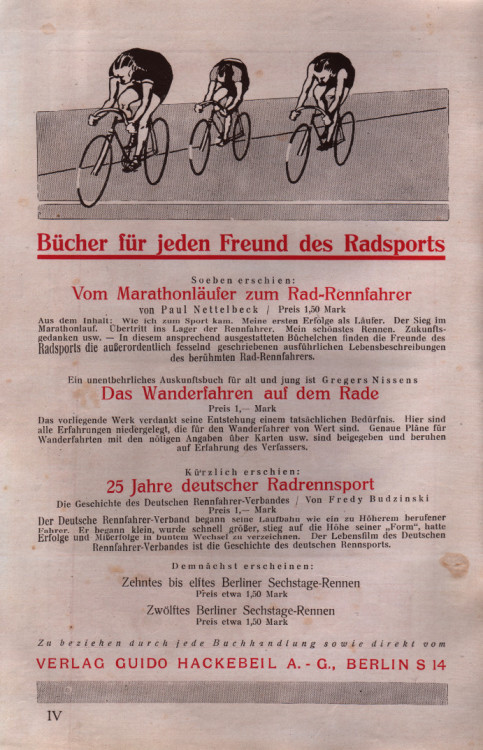 Bücher für jeden Freund des Radsports
Soeben erschien:
Vom Marathonläufer zum Rad-Rennfahrer
von Paul Nettelbeck / Preis 1,50 Mark
Aus dem Inhalt: Wie ich zum Sport kam. Meine ersten Erfolge als Läufer. Der Sieg im
Marathonlauf. Übertritt ins Lager der Rennfahrer. Mein schönstes Rennen. Zukunfts-
gedanken usw. — In diesem ansprechend ausgestatteten Büchelchen finden die Freunde des
Radsports die außerordentlich fesselnd geschriebenen ausführlichen Lebensbeschreibungen
des berühmten Rad-Rennfahrers.
Ein unentbehrliches Auskunftsbuch für alt und jung ist Gregers Nissens
Das Wanderfahren auf dem Rade
Preis 1,— Mark
Das vorliegende Werk verdankt seine Entstehung einem tatsächlichen Bedürfnis. Hier sind
alle Erfahrungen niedergelegt, die für den Wanderfahrer von Wert sind. Genaue Pläne für
Wanderfahrten mit den nötigen Angaben über Karten usw. sind beigegeben und beruhen
auf Erfahrung des Verfassers.
Kürzlich erschien:
25 Jahre deutscher Radrennsport
Die Geschichte des Deutschen Rennfahrer-Verbandes / Von Fredy Budzinski
Preis 1,— Mark
Der Deutsche Rennfahrer-Verband begann seine Laufbahn wie ein zu Höherem berufener
Fahrer. Er begann klein, wurde schnell größer, stieg auf die Höhe seiner „Form“, hatte
Erfolge und Mißerfolge in buntem Wechsel zu verzeichnen. Der Lebensfilm des Deutschen
Rennfahrer-Verbandes ist die Geschichte des deutschen Rennsports.
Demnächst erscheinen:
Zehntes bis elftes Berliner Sechstage-Rennen
Preis etwa 1,50 Mark
Zwölftes Berliner Sechstage-Rennen
Preis etwa 1,50 Mark
Zu beziehen durch jede Buchhandlung sowie direkt vom
VERLAG GUIDO HACKEBEIL A.-G., BERLIN S 14
IV